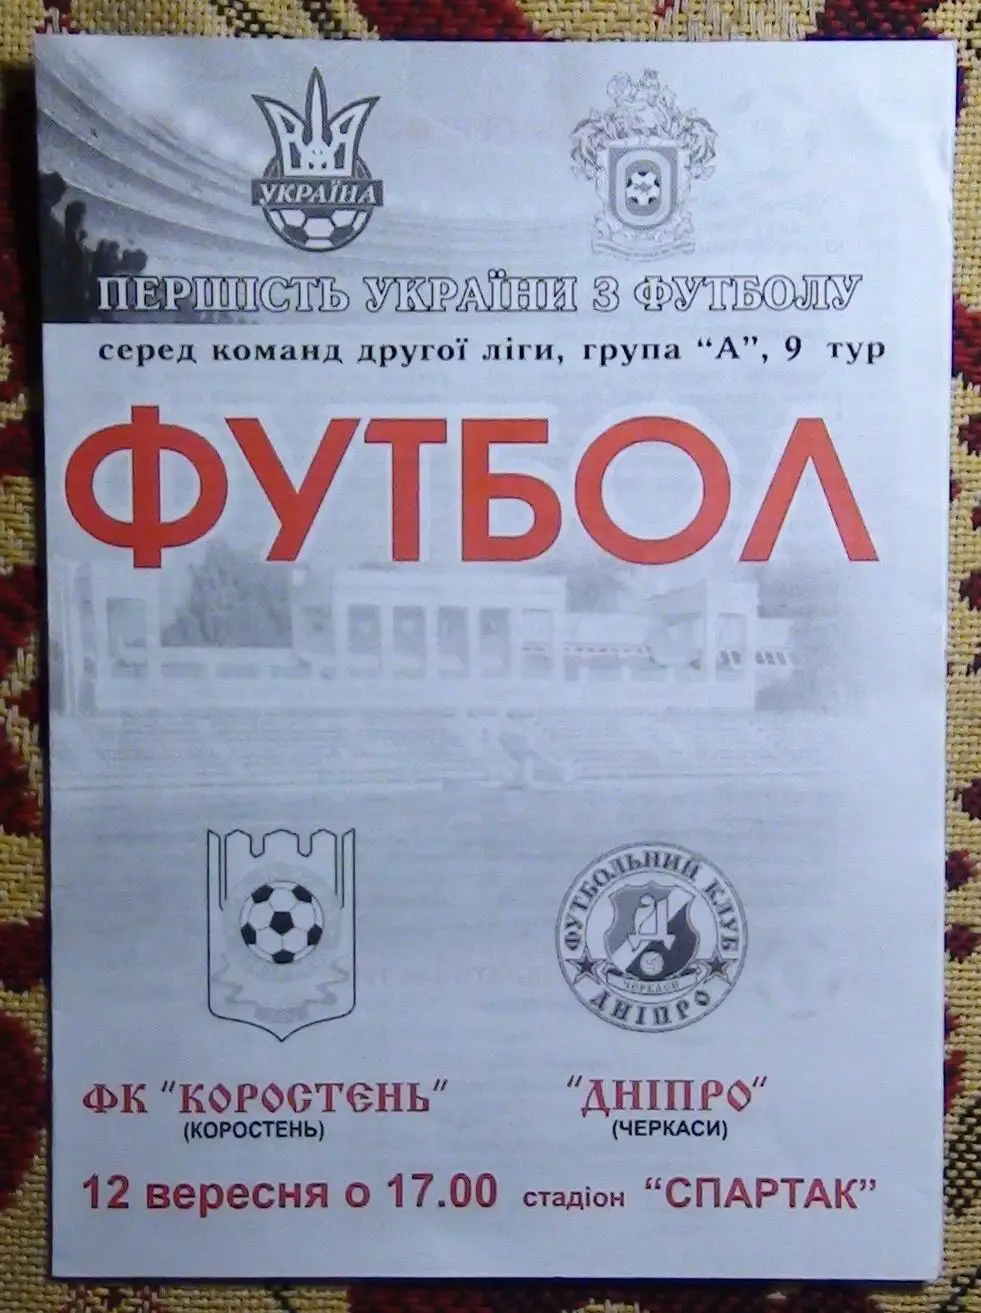 УКРАЇНА
ПЕРШІСТЬ УКРАЇНИ З ФУТБОЛУ
серед команд другої ліги, група “А”, 9 тур
ФУТБОЛ
ФУТБОЛЬНИЙ КЛУБ
Д
ЧЕРКАСИ
ДНІПРО
ФК "КОРОСТЕНЬ" "ДНІПРО"
(КОРОСТЕНЬ) (ЧЕРКАСИ)
12 вересня о 17.00 стадіон “СПАРТАК”